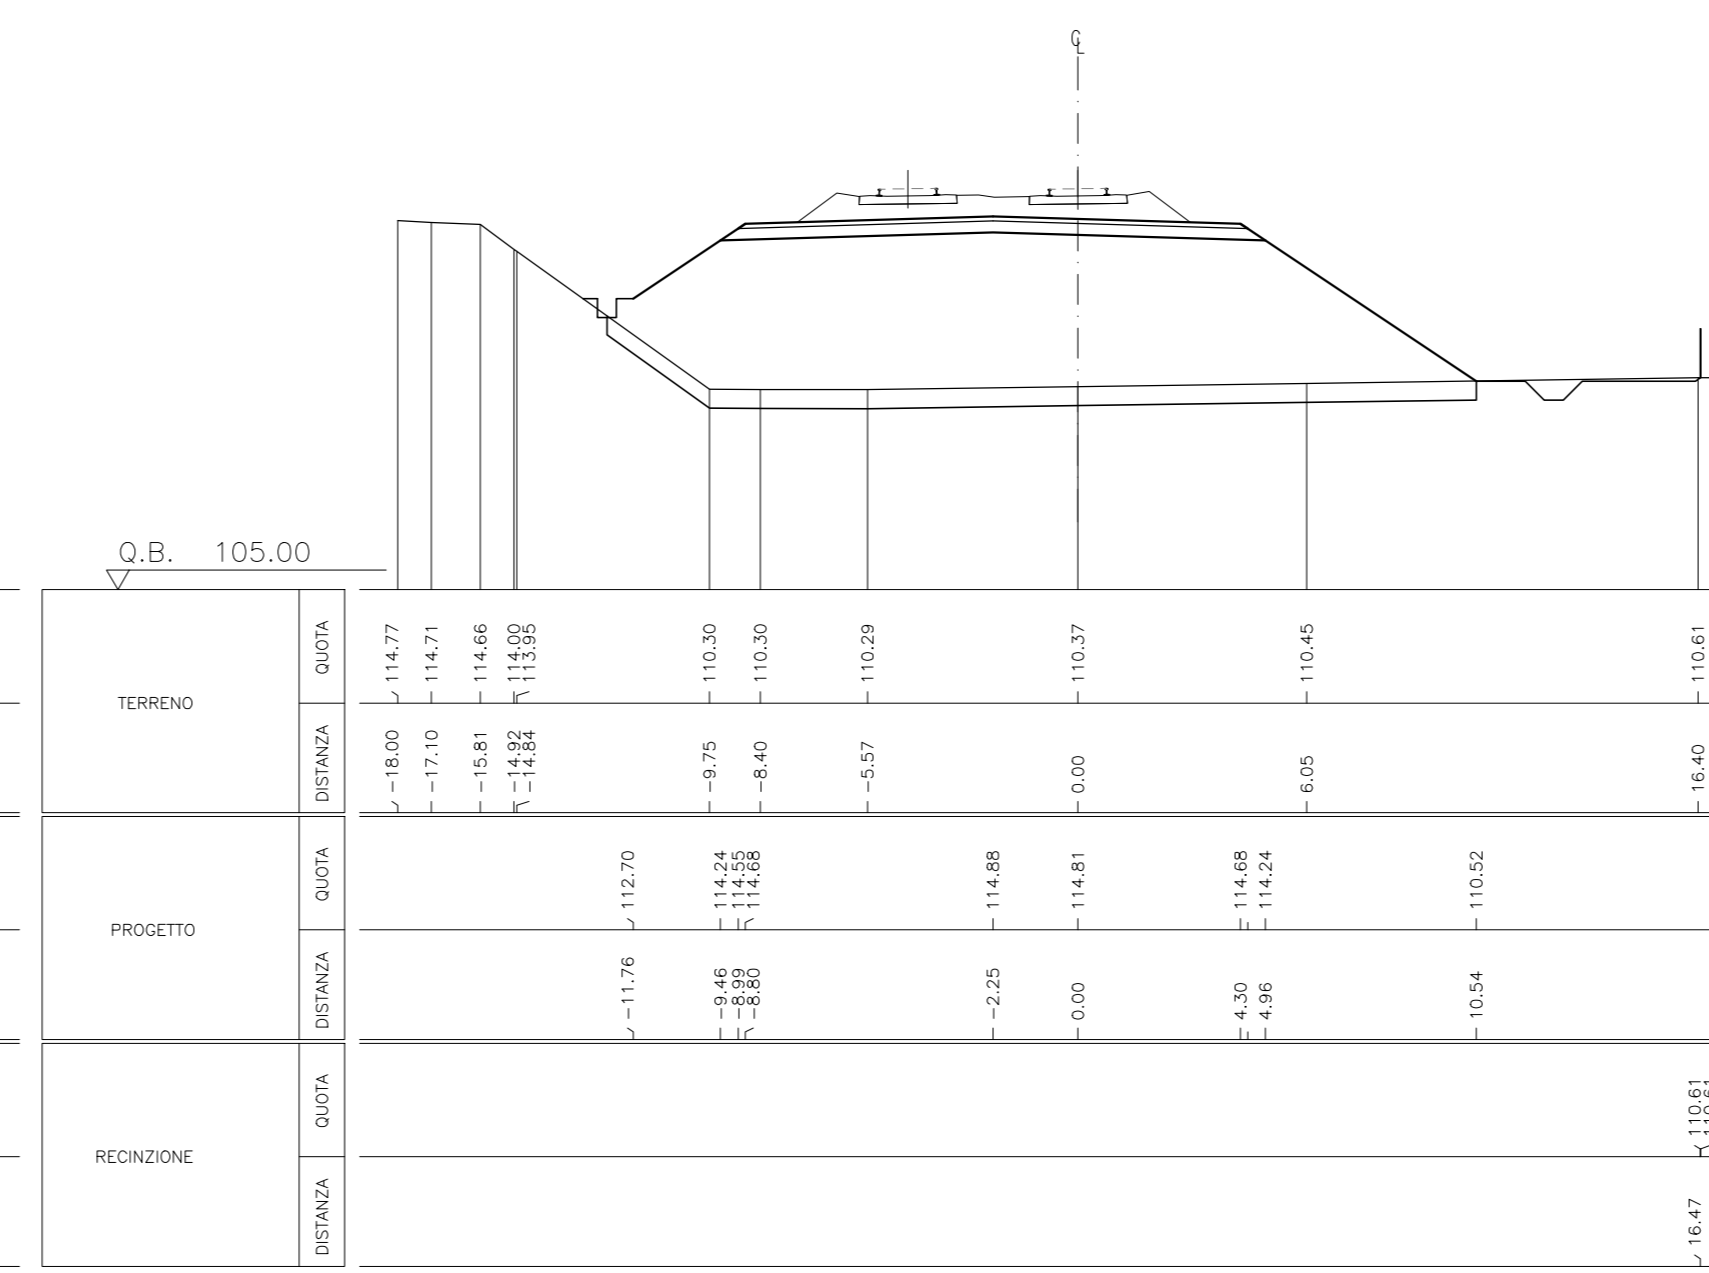 ℄
Q.B. 105.00
TERRENO
QUOTA
114.77 114.71 114.66 114.00 113.95 110.30 110.30 110.29 110.37 110.45 110.61
DISTANZA
-18.00 -17.10 -15.81 -14.92 -14.84 -9.75 -8.40 -5.57 0.00 6.05 16.40
PROGETTO
QUOTA
112.70 114.24 114.55 114.68 114.88 114.81 114.68 114.24 110.52
DISTANZA
-11.76 -9.46 -8.99 -8.80 -2.25 0.00 4.30 4.96 10.54
RECINZIONE
QUOTA
110.61
DISTANZA
16.47